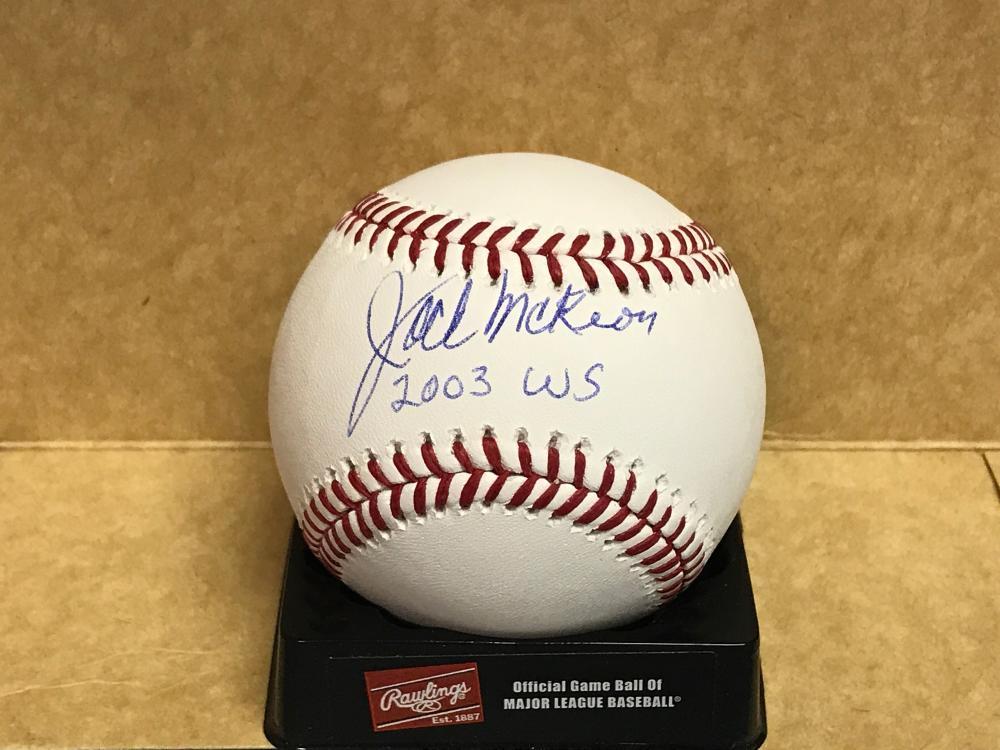 Jack McKeon
2003 WS
Rawlings®
Est. 1887
Official Game Ball Of
MAJOR LEAGUE BASEBALL®